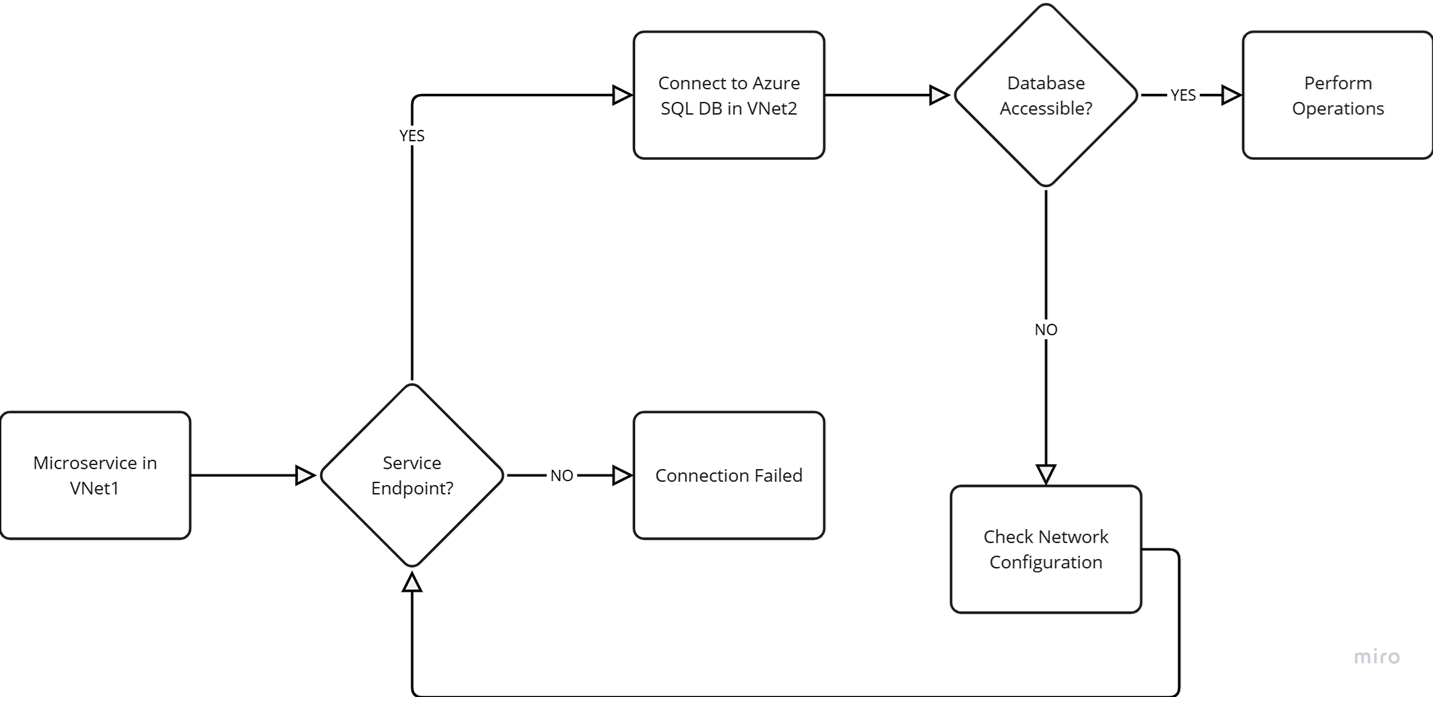 Connect to Azure
SQL DB in VNet2
Database
Accessible?
YES
Perform
Operations
YES
NO
Microservice in
VNet1
Service
Endpoint?
NO
Connection Failed
Check Network
Configuration
miro